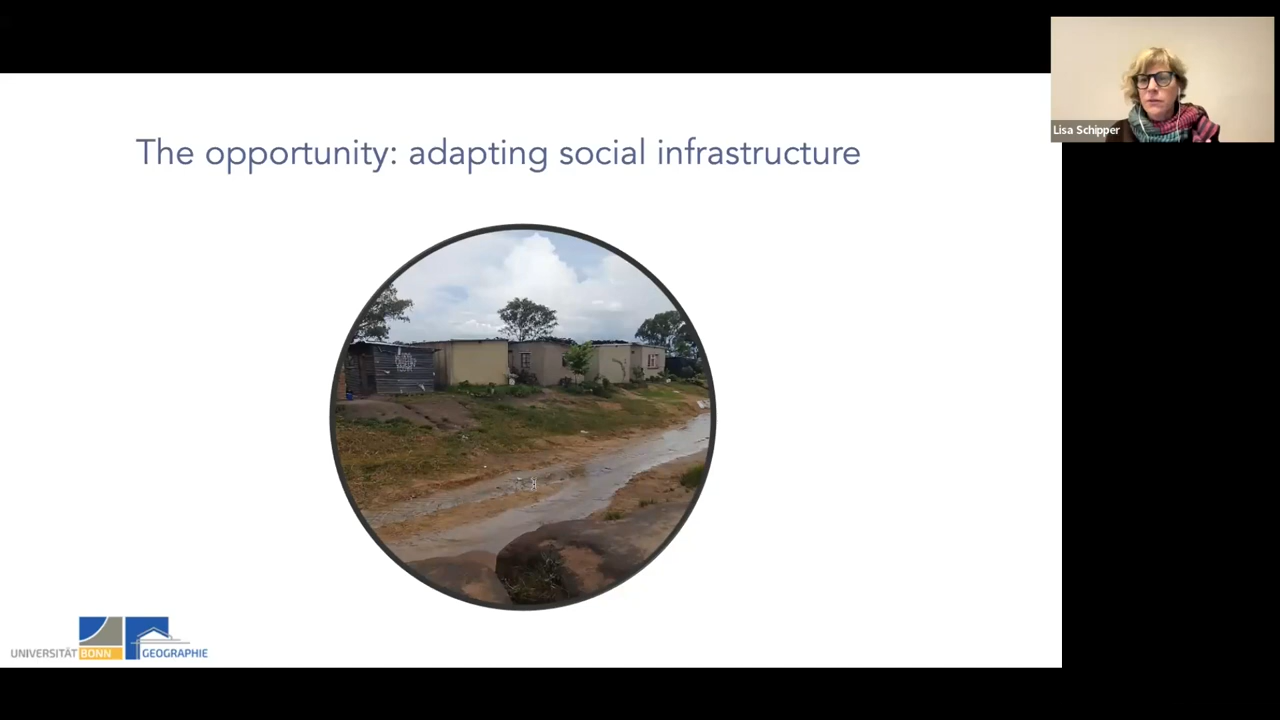 Lisa Schipper
The opportunity: adapting social infrastructure
UNIVERSITÄT BONN GEOGRAPHIE